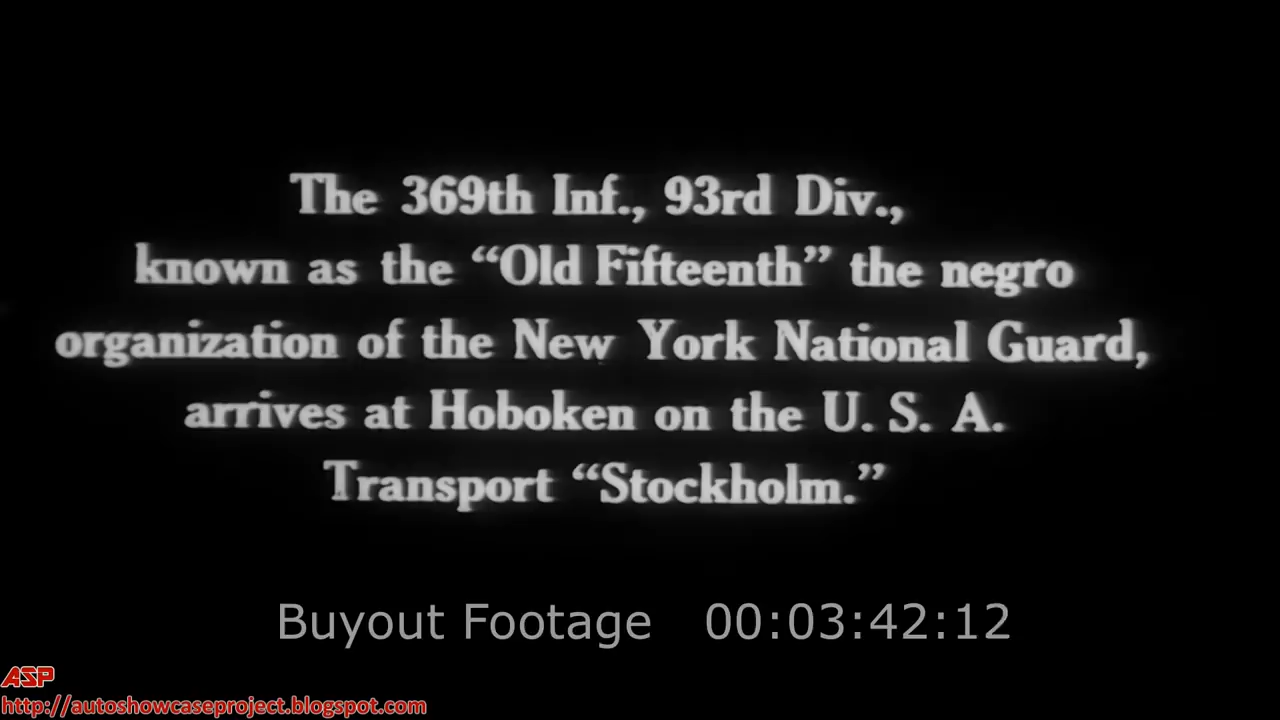 The 369th Inf., 93rd Div.,
known as the “Old Fifteenth” the negro
organization of the New York National Guard,
arrives at Hoboken on the U. S. A.
Transport “Stockholm.”
Buyout Footage 00:03:42:12
ASP
http://autoshowcaseproject.blogspot.com